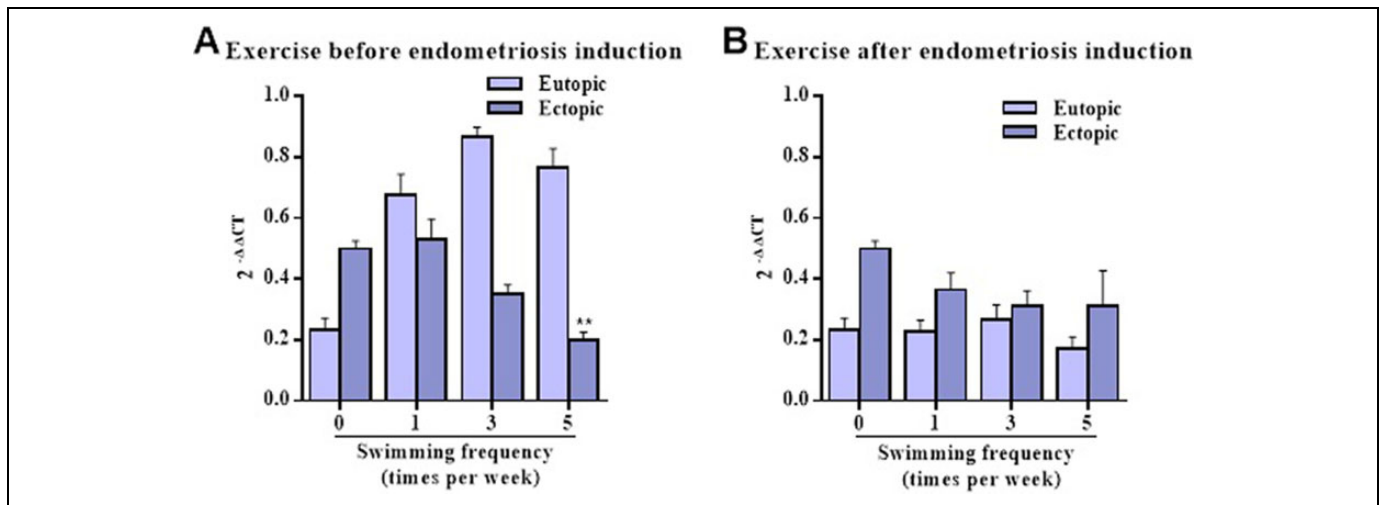 A Exercise before endometriosis induction
Eutopic
Ectopic
1.0
0.8
0.6
0.4
0.2
0.0
2 -ΔΔCT
**
0 1 3 5
Swimming frequency
(times per week)
B Exercise after endometriosis induction
Eutopic
Ectopic
1.0
0.8
0.6
0.4
0.2
0.0
2 -ΔΔCT
0 1 3 5
Swimming frequency
(times per week)